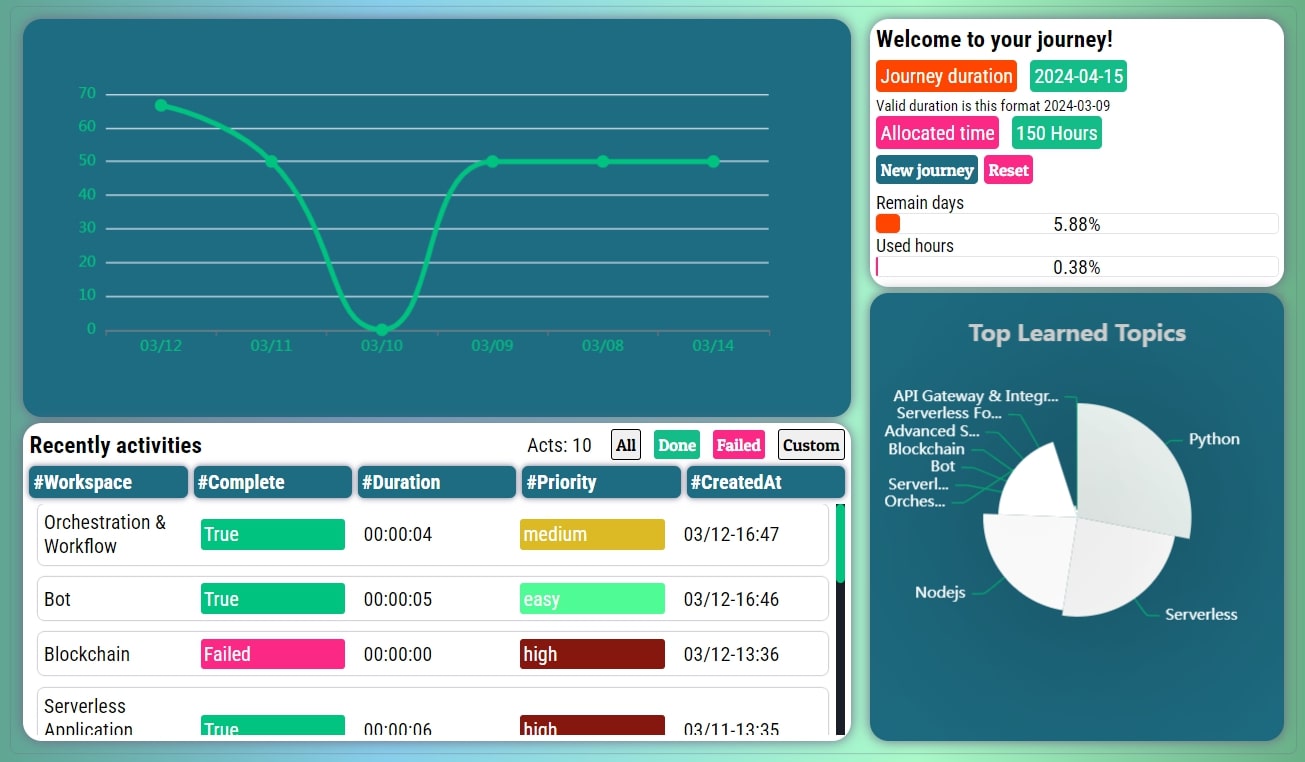 70
60
50
40
30
20
10
0
03/12 03/11 03/10 03/09 03/08 03/14
Welcome to your journey!
Journey duration 2024-04-15
Valid duration is this format 2024-03-09
Allocated time 150 Hours
New journey Reset
Remain days
5.88%
Used hours
0.38%
Top Learned Topics
API Gateway & Integr...
Serverless Fo...
Advanced S...
Blockchain
Bot
Serverl...
Orches...
Python
Nodejs
Serverless
Recently activities Acts: 10 All Done Failed Custom
#Workspace #Complete #Duration #Priority #CreatedAt
Orchestration &
Workflow True 00:00:04 medium 03/12-16:47
Bot True 00:00:05 easy 03/12-16:46
Blockchain Failed 00:00:00 high 03/12-13:36
Serverless
Application True 00:00:06 high 03/11-13:35